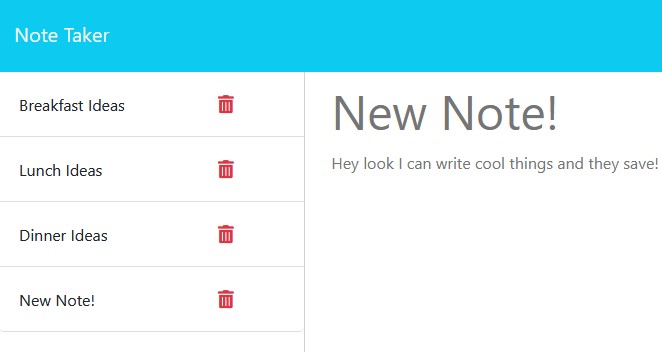 Note Taker
Breakfast Ideas
Lunch Ideas
Dinner Ideas
New Note!
New Note!
Hey look I can write cool things and they save!